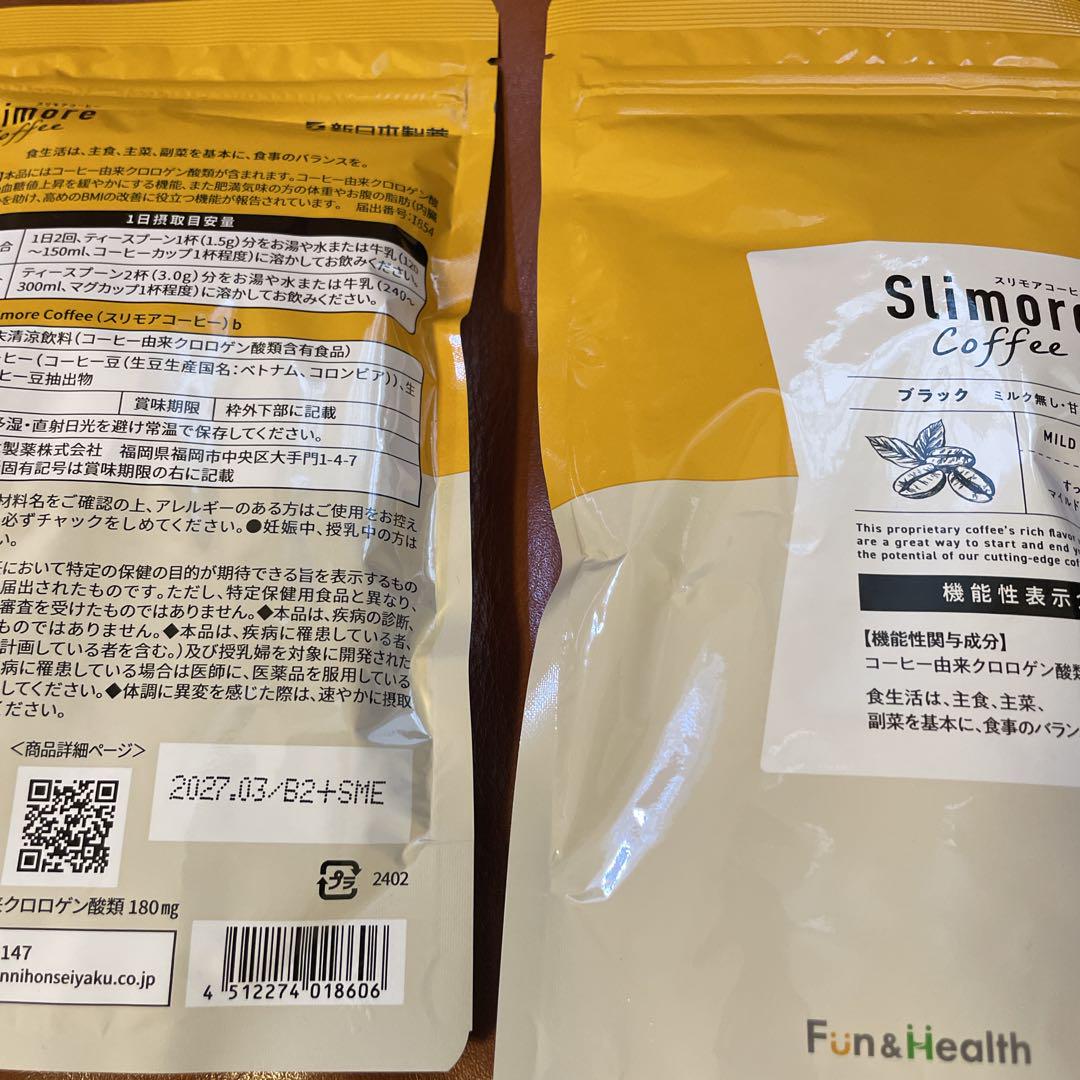 スリモアコーヒー
limore
Coffee
新日本製薬
食生活は、主食、主菜、副菜を基本に、食事のバランスを。
本品にはコーヒー由来クロロゲン酸類が含まれます。コーヒー由来クロロゲン酸
血糖値上昇を緩やかにする機能、また肥満気味の方の体重やお腹の脂肪(内臓
を助け、高めのBMIの改善に役立つ機能が報告されています。 届出番号:I854
1日摂取目安量
合 1日2回、ティースプーン1杯(1.5g)分をお湯や水または牛乳(120
~150ml、コーヒーカップ1杯程度)に溶かしてお飲みください。
ティースプーン2杯(3.0g)分をお湯や水または牛乳(240~
300ml、マグカップ1杯程度)に溶かしてお飲みください。
more Coffee(スリモアコーヒー)b
末清涼飲料(コーヒー由来クロロゲン酸類含有食品)
ーヒー(コーヒー豆(生豆生産国名:ベトナム、コロンビア))、生
ヒー豆抽出物
賞味期限 枠外下部に記載
多湿・直射日光を避け常温で保存してください。
製薬株式会社 福岡県福岡市中央区大手門1-4-7
固有記号は賞味期限の右に記載
材料名をご確認の上、アレルギーのある方はご使用をお控え
必ずチャックをしめてください。●妊娠中、授乳中の方は
い。
において特定の保健の目的が期待できる旨を表示するもの
届出されたものです。ただし、特定保健用食品と異なり、
審査を受けたものではありません。◆本品は、疾病の診断、
ものではありません。◆本品は、疾病に罹患している者、
計画している者を含む。)及び授乳婦を対象に開発された
病に罹患している場合は医師に、医薬品を服用している
してください。◆体調に異変を感じた際は、速やかに摂取
ください。
<商品詳細ページ>
2027.03/B2+SME
プラ 2402
クロロゲン酸類 180mg
147
nnihonseiyaku.co.jp
4 512274 018606
スリモアコーヒ
Slimore
Coffee
ブラック ミルク無し・甘
MILD
すっ
マイルド
This proprietary coffee's rich flavor
are a great way to start and end y
the potential of our cutting-edge cof
機能性表示
【機能性関与成分】
コーヒー由来クロロゲン酸類
食生活は、主食、主菜、
副菜を基本に、食事のバラン
Fun&Health